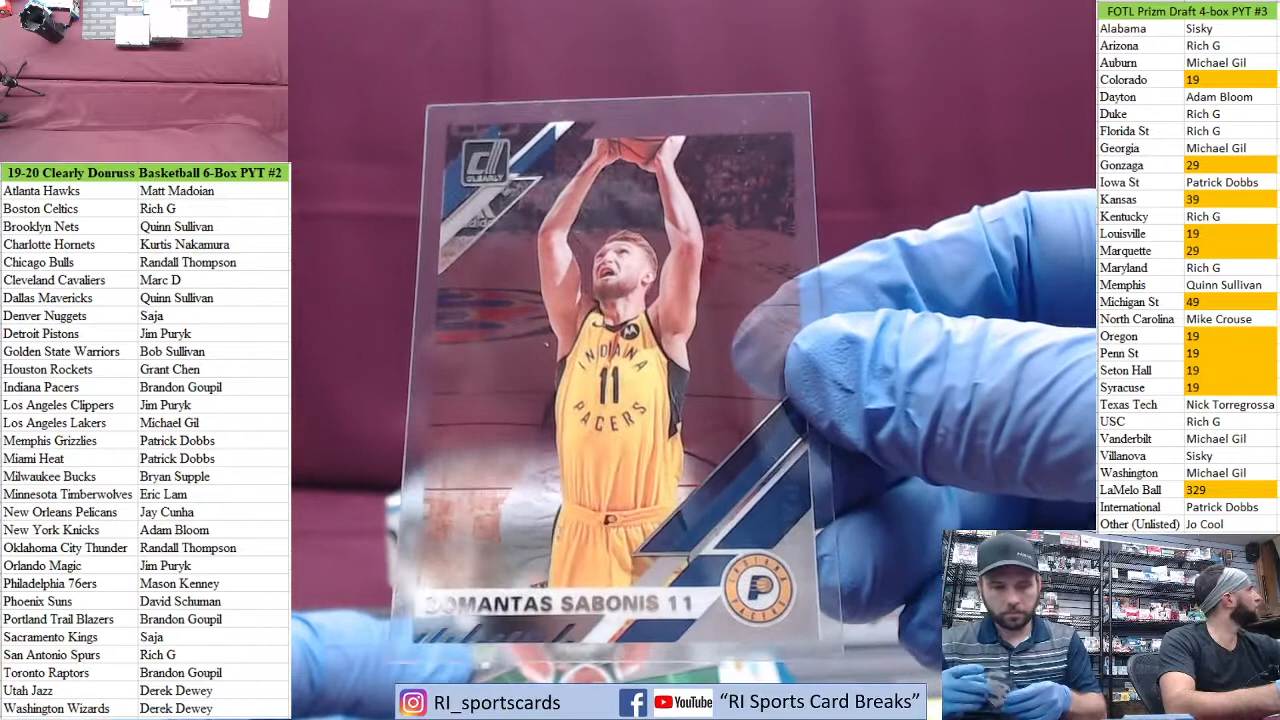 19-20 Clearly Donruss Basketball 6-Box PYT #2
Atlanta Hawks Matt Madoian
Boston Celtics Rich G
Brooklyn Nets Quinn Sullivan
Charlotte Hornets Kurtis Nakamura
Chicago Bulls Randall Thompson
Cleveland Cavaliers Marc D
Dallas Mavericks Quinn Sullivan
Denver Nuggets Saja
Detroit Pistons Jim Puryk
Golden State Warriors Bob Sullivan
Houston Rockets Grant Chen
Indiana Pacers Brandon Goupil
Los Angeles Clippers Jim Puryk
Los Angeles Lakers Michael Gil
Memphis Grizzlies Patrick Dobbs
Miami Heat Patrick Dobbs
Milwaukee Bucks Bryan Supple
Minnesota Timberwolves Eric Lam
New Orleans Pelicans Jay Cunha
New York Knicks Adam Bloom
Oklahoma City Thunder Randall Thompson
Orlando Magic Jim Puryk
Philadelphia 76ers Mason Kenney
Phoenix Suns David Schuman
Portland Trail Blazers Brandon Goupil
Sacramento Kings Saja
San Antonio Spurs Rich G
Toronto Raptors Brandon Goupil
Utah Jazz Derek Dewey
Washington Wizards Derek Dewey
CLEARLY
INDIANA
11
PACERS
DOMANTAS SABONIS 11
INDIANA
PACERS
RI_sportscards
YouTube
"RI Sports Card Breaks"
FOTL Prizm Draft 4-box PYT #3
Alabama Sisky
Arizona Rich G
Auburn Michael Gil
Colorado 19
Dayton Adam Bloom
Duke Rich G
Florida St Rich G
Georgia Michael Gil
Gonzaga 29
Iowa St Patrick Dobbs
Kansas 39
Kentucky Rich G
Louisville 19
Marquette 29
Maryland Rich G
Memphis Quinn Sullivan
Michigan St 49
North Carolina Mike Crouse
Oregon 19
Penn St 19
Seton Hall 19
Syracuse 19
Texas Tech Nick Torregrossa
USC Rich G
Vanderbilt Michael Gil
Villanova Sisky
Washington Michael Gil
LaMelo Ball 329
International Patrick Dobbs
Other (Unlisted) Jo Cool